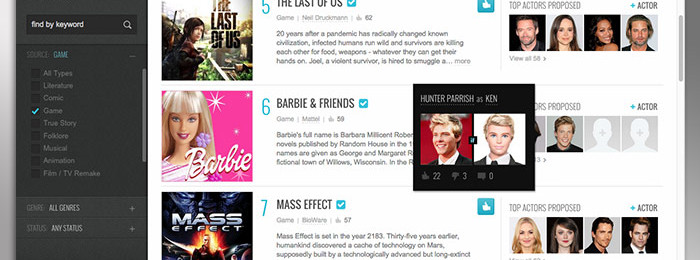 find by keyword
SOURCE: GAME
All Types
Literature
Comic
Game
True Story
Folklore
Musical
Animation
Film / TV Remake
GENRE: ALL GENRES +
STATUS: ANY STATUS +
THE LAST OF US
5 THE LAST OF US
Game | Neil Druckmann | 62
20 years after a pandemic has radically changed known
civilization, infected humans run wild and survivors are killing
each other for food, weapons - whatever they can get their
hands on. Joel, a violent survivor, is hired to smuggle a... more
TOP ACTORS PROPOSED + ACTOR
View all 58 >
Barbie
6 BARBIE & FRIENDS
Game | Mattel | 59
Barbie's full name is Barbara Millicent Rober
novels published by Random House in the 196
names are given as George and Margaret Ro
fictional town of Willows, Wisconsin. In the Ra
HUNTER PARRISH as KEN
22 3 0
+ ACTOR
MASS
EFFECT
7 MASS EFFECT
Game | BioWare | 57
Mass Effect is set in the year 2183. Thirty-five years earlier,
humankind discovered a cache of technology on Mars,
supposedly built by a technologically advanced but long-extinct
TOP ACTORS PROPOSED + ACTOR